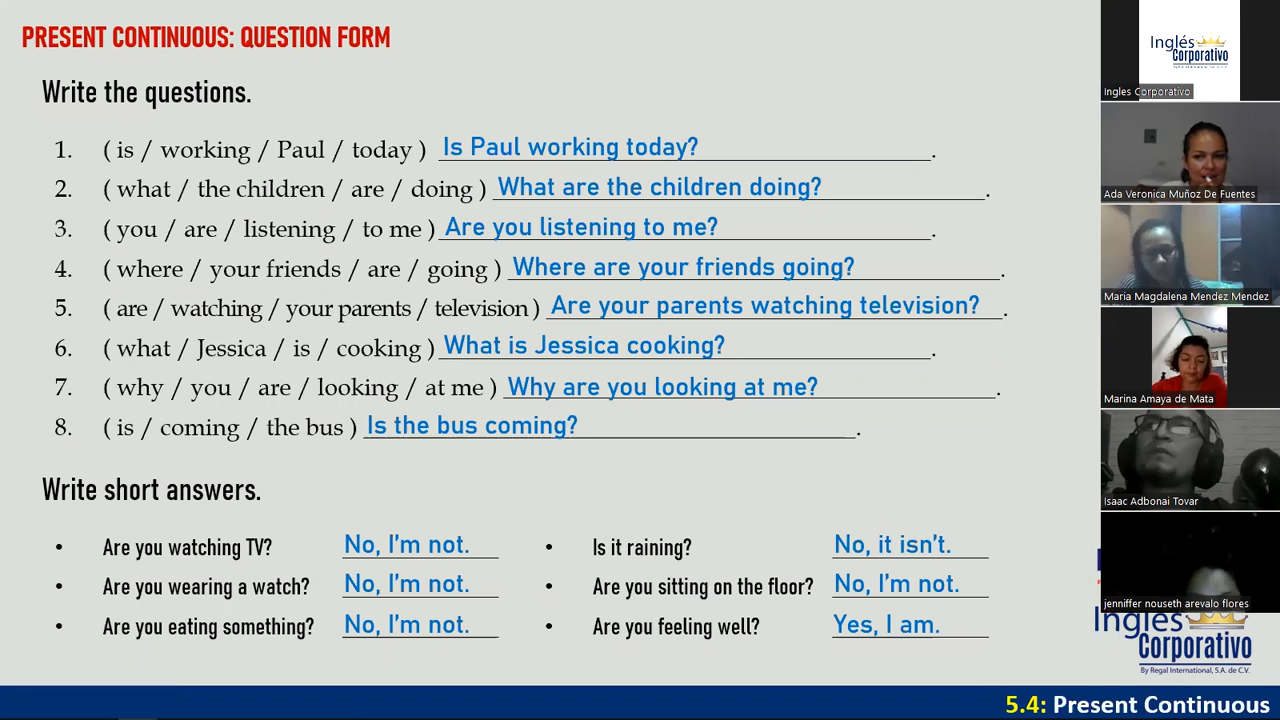 PRESENT CONTINUOUS: QUESTION FORM
Write the questions.
1. ( is / working / Paul / today ) Is Paul working today? .
2. ( what / the children / are / doing ) What are the children doing? .
3. ( you / are / listening / to me ) Are you listening to me? .
4. ( where / your friends / are / going ) Where are your friends going? .
5. ( are / watching / your parents / television ) Are your parents watching television? .
6. ( what / Jessica / is / cooking ) What is Jessica cooking? .
7. ( why / you / are / looking / at me ) Why are you looking at me? .
8. ( is / coming / the bus ) Is the bus coming? .
Write short answers.
• Are you watching TV? No, I'm not.
• Are you wearing a watch? No, I'm not.
• Are you eating something? No, I'm not.
• Is it raining? No, it isn't.
• Are you sitting on the floor? No, I'm not.
• Are you feeling well? Yes, I am.
Inglés
Corporativo
Ingles Corporativo
Ada Veronica Muñoz De Fuentes
Maria Magdalena Mendez Mendez
Marina Amaya de Mata
Isaac Adbonai Tovar
jenniffer nouseth arevalo flores
Inglés
Corporativo
By Regal International, S.A. de C.V.
5.4: Present Continuous